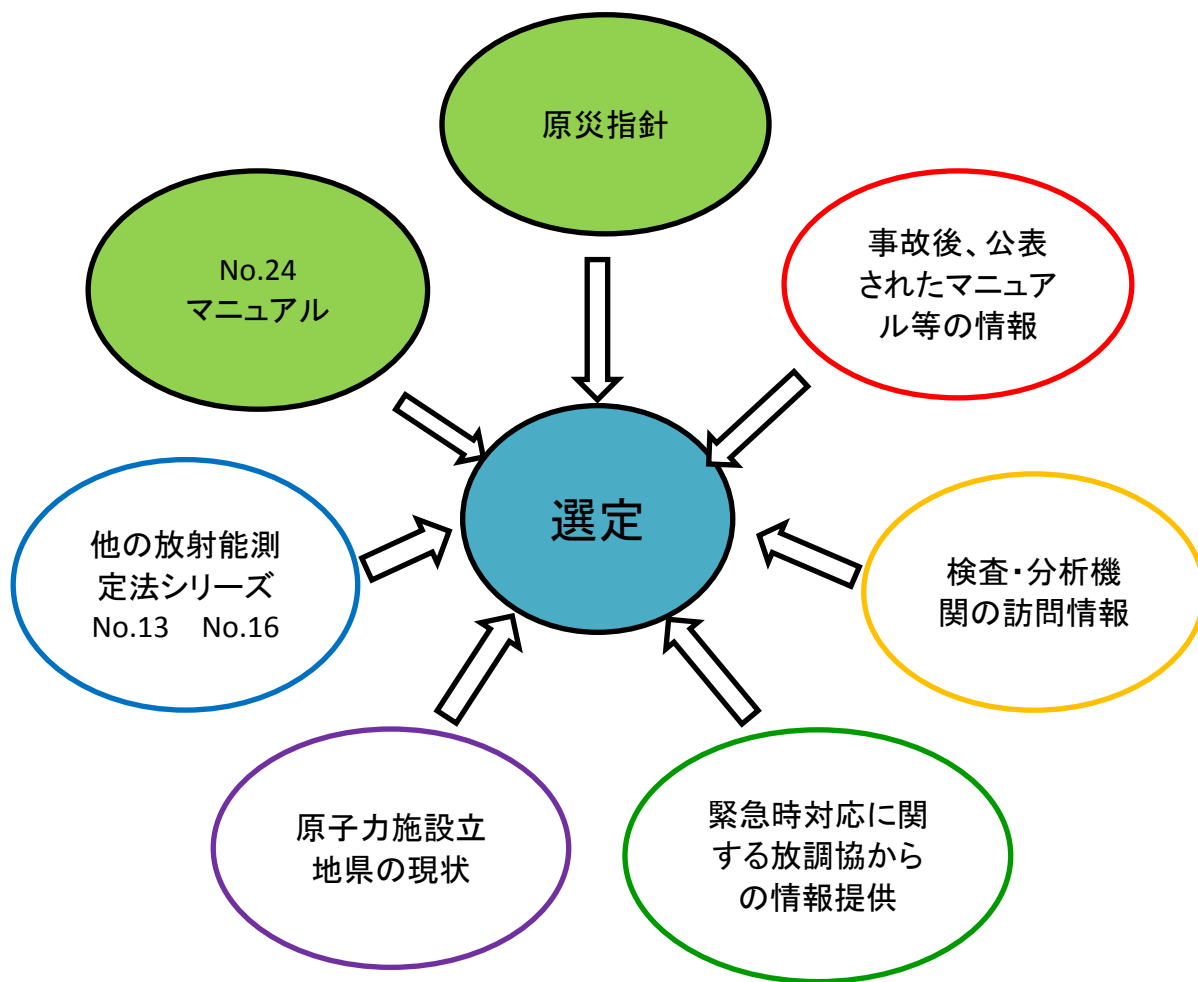 原災指針
No.24
マニュアル
事故後、公表
されたマニュア
ル等の情報
選定
他の放射能測
定法シリーズ
No.13　No.16
検査・分析機
関の訪問情報
原子力施設立
地県の現状
緊急時対応に関
する放調協から
の情報提供